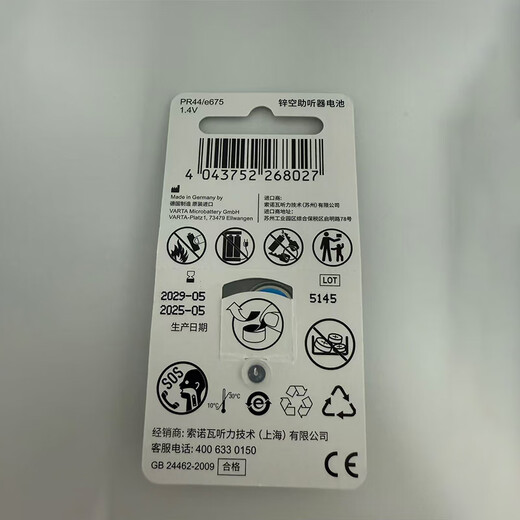 PR44/e675
锌空助听器电池
1.4V
4 043752 268027
Made in Germany by
德国制造 原装进口
VARTA Microbattery GmbH
VARTA-Platz 1, 73479 Ellwangen
进口商:
索诺瓦听力技术(苏州)有限公司
进口商地址:
苏州工业园区综合保税区启明路78号
2029-05
2025-05
生产日期
LOT
5145
SOS
10°C
30°C
经销商: 索诺瓦听力技术(上海)有限公司
客服电话: 400 633 0150
GB 24462-2009 合格
CE